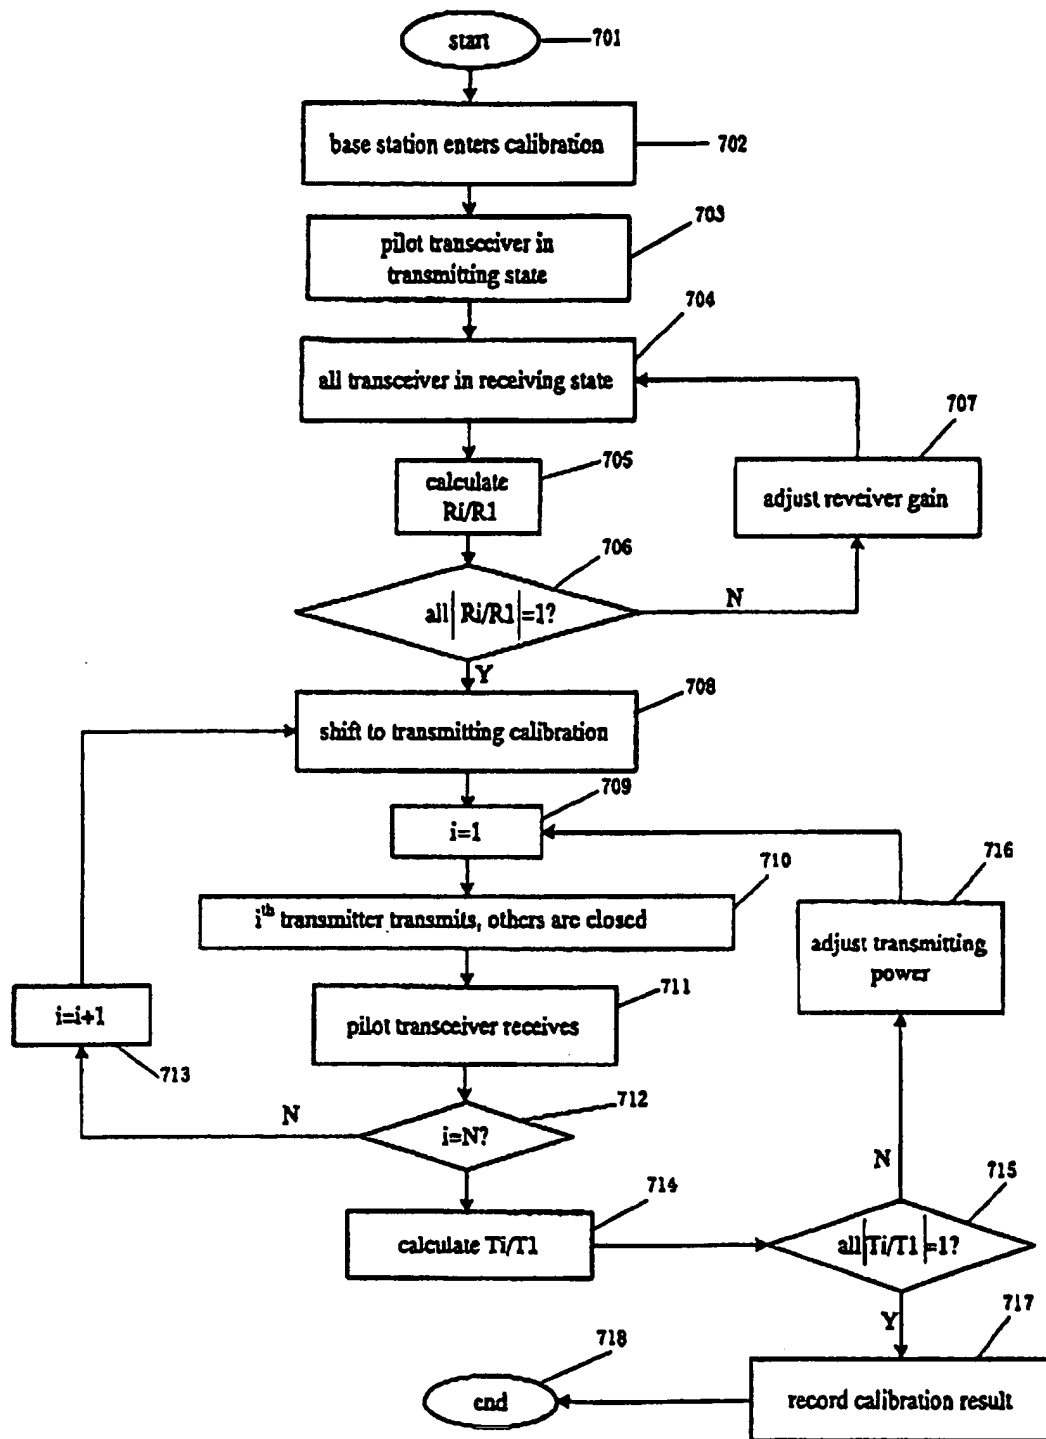 start
701
base station enters calibration
702
703
pilot transceiver in
transmitting state
704
all transceiver in receiving state
707
705
calculate
Ri/R1
adjust reveiver gain
706
all|Ri/R1|=1?
N
Y
708
shift to transmitting calibration
709
i=1
716
710
i^th transmitter transmits, others are closed
adjust transmitting
power
711
i=i+1
pilot transceiver receives
713
712
N
i=N?
N
715
714
calculate Ti/T1
all|Ti/T1|=1?
717
Y
718
end
record calibration result